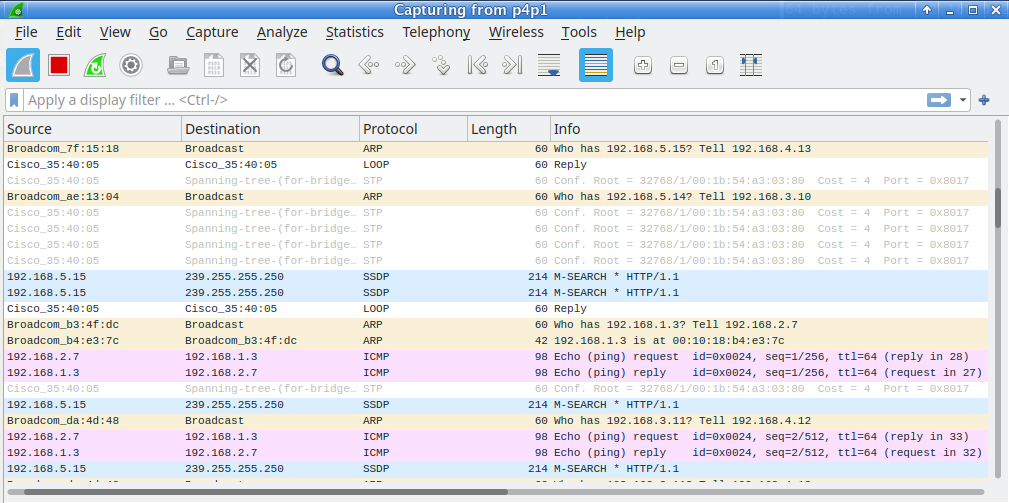 Capturing from p4p1
File Edit View Go Capture Analyze Statistics Telephony Wireless Tools Help
Apply a display filter ... <Ctrl-/>
Source Destination Protocol Length Info
Broadcom_7f:15:18 Broadcast ARP 60 Who has 192.168.5.15? Tell 192.168.4.13
Cisco_35:40:05 Cisco_35:40:05 LOOP 60 Reply
Cisco_35:40:05 Spanning-tree-(for-bridge… STP 60 Conf. Root = 32768/1/00:1b:54:a3:03:80 Cost = 4 Port = 0x8017
Broadcom_ae:13:04 Broadcast ARP 60 Who has 192.168.5.14? Tell 192.168.3.10
Cisco_35:40:05 Spanning-tree-(for-bridge… STP 60 Conf. Root = 32768/1/00:1b:54:a3:03:80 Cost = 4 Port = 0x8017
Cisco_35:40:05 Spanning-tree-(for-bridge… STP 60 Conf. Root = 32768/1/00:1b:54:a3:03:80 Cost = 4 Port = 0x8017
Cisco_35:40:05 Spanning-tree-(for-bridge… STP 60 Conf. Root = 32768/1/00:1b:54:a3:03:80 Cost = 4 Port = 0x8017
Cisco_35:40:05 Spanning-tree-(for-bridge… STP 60 Conf. Root = 32768/1/00:1b:54:a3:03:80 Cost = 4 Port = 0x8017
192.168.5.15 239.255.255.250 SSDP 214 M-SEARCH * HTTP/1.1
192.168.5.15 239.255.255.250 SSDP 214 M-SEARCH * HTTP/1.1
Cisco_35:40:05 Cisco_35:40:05 LOOP 60 Reply
Broadcom_b3:4f:dc Broadcast ARP 60 Who has 192.168.1.3? Tell 192.168.2.7
Broadcom_b4:e3:7c Broadcom_b3:4f:dc ARP 42 192.168.1.3 is at 00:10:18:b4:e3:7c
192.168.2.7 192.168.1.3 ICMP 98 Echo (ping) request id=0x0024, seq=1/256, ttl=64 (reply in 28)
192.168.1.3 192.168.2.7 ICMP 98 Echo (ping) reply id=0x0024, seq=1/256, ttl=64 (request in 27)
Cisco_35:40:05 Spanning-tree-(for-bridge… STP 60 Conf. Root = 32768/1/00:1b:54:a3:03:80 Cost = 4 Port = 0x8017
192.168.5.15 239.255.255.250 SSDP 214 M-SEARCH * HTTP/1.1
Broadcom_da:4d:48 Broadcast ARP 60 Who has 192.168.3.11? Tell 192.168.4.12
192.168.2.7 192.168.1.3 ICMP 98 Echo (ping) request id=0x0024, seq=2/512, ttl=64 (reply in 33)
192.168.1.3 192.168.2.7 ICMP 98 Echo (ping) reply id=0x0024, seq=2/512, ttl=64 (request in 32)
192.168.5.15 239.255.255.250 SSDP 214 M-SEARCH * HTTP/1.1